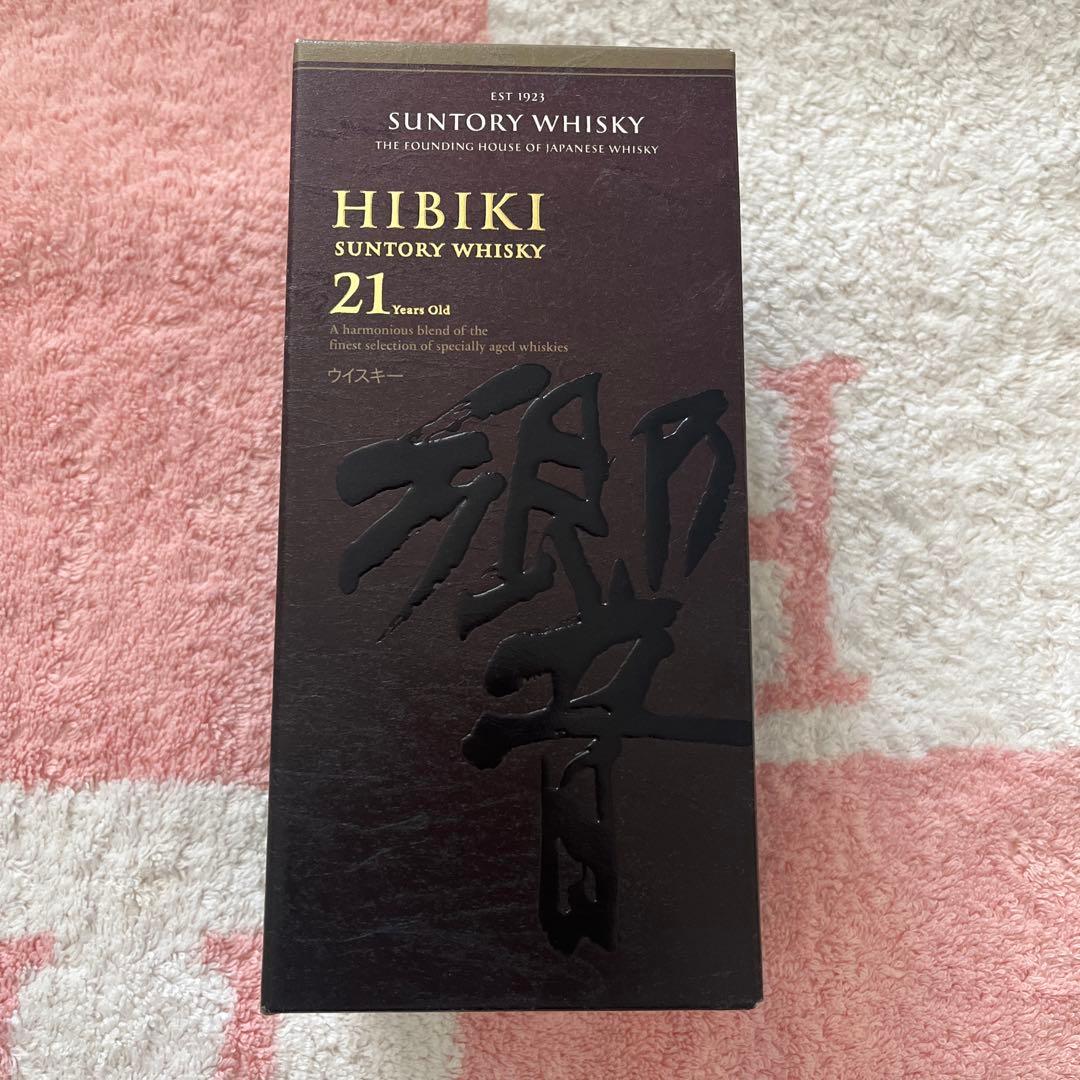 EST 1923
SUNTORY WHISKY
THE FOUNDING HOUSE OF JAPANESE WHISKY
HIBIKI
SUNTORY WHISKY
21 Years Old
A harmonious blend of the
finest selection of specially aged whiskies
ウイスキー
響